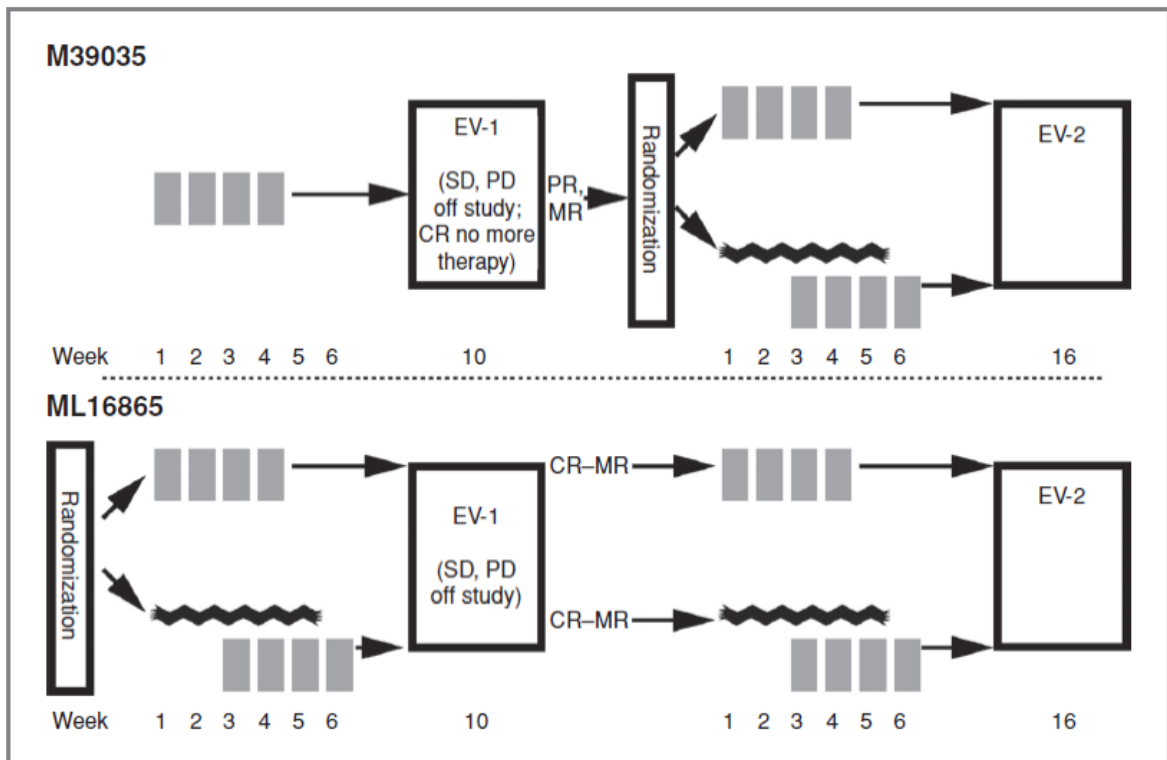 M39035
EV-1
(SD, PD
off study;
CR no more
therapy)
PR,
MR
Randomization
EV-2
Week 1 2 3 4 5 6 10 1 2 3 4 5 6 16
ML16865
Randomization
EV-1
(SD, PD
off study)
CR–MR
CR–MR
EV-2
Week 1 2 3 4 5 6 10 1 2 3 4 5 6 16